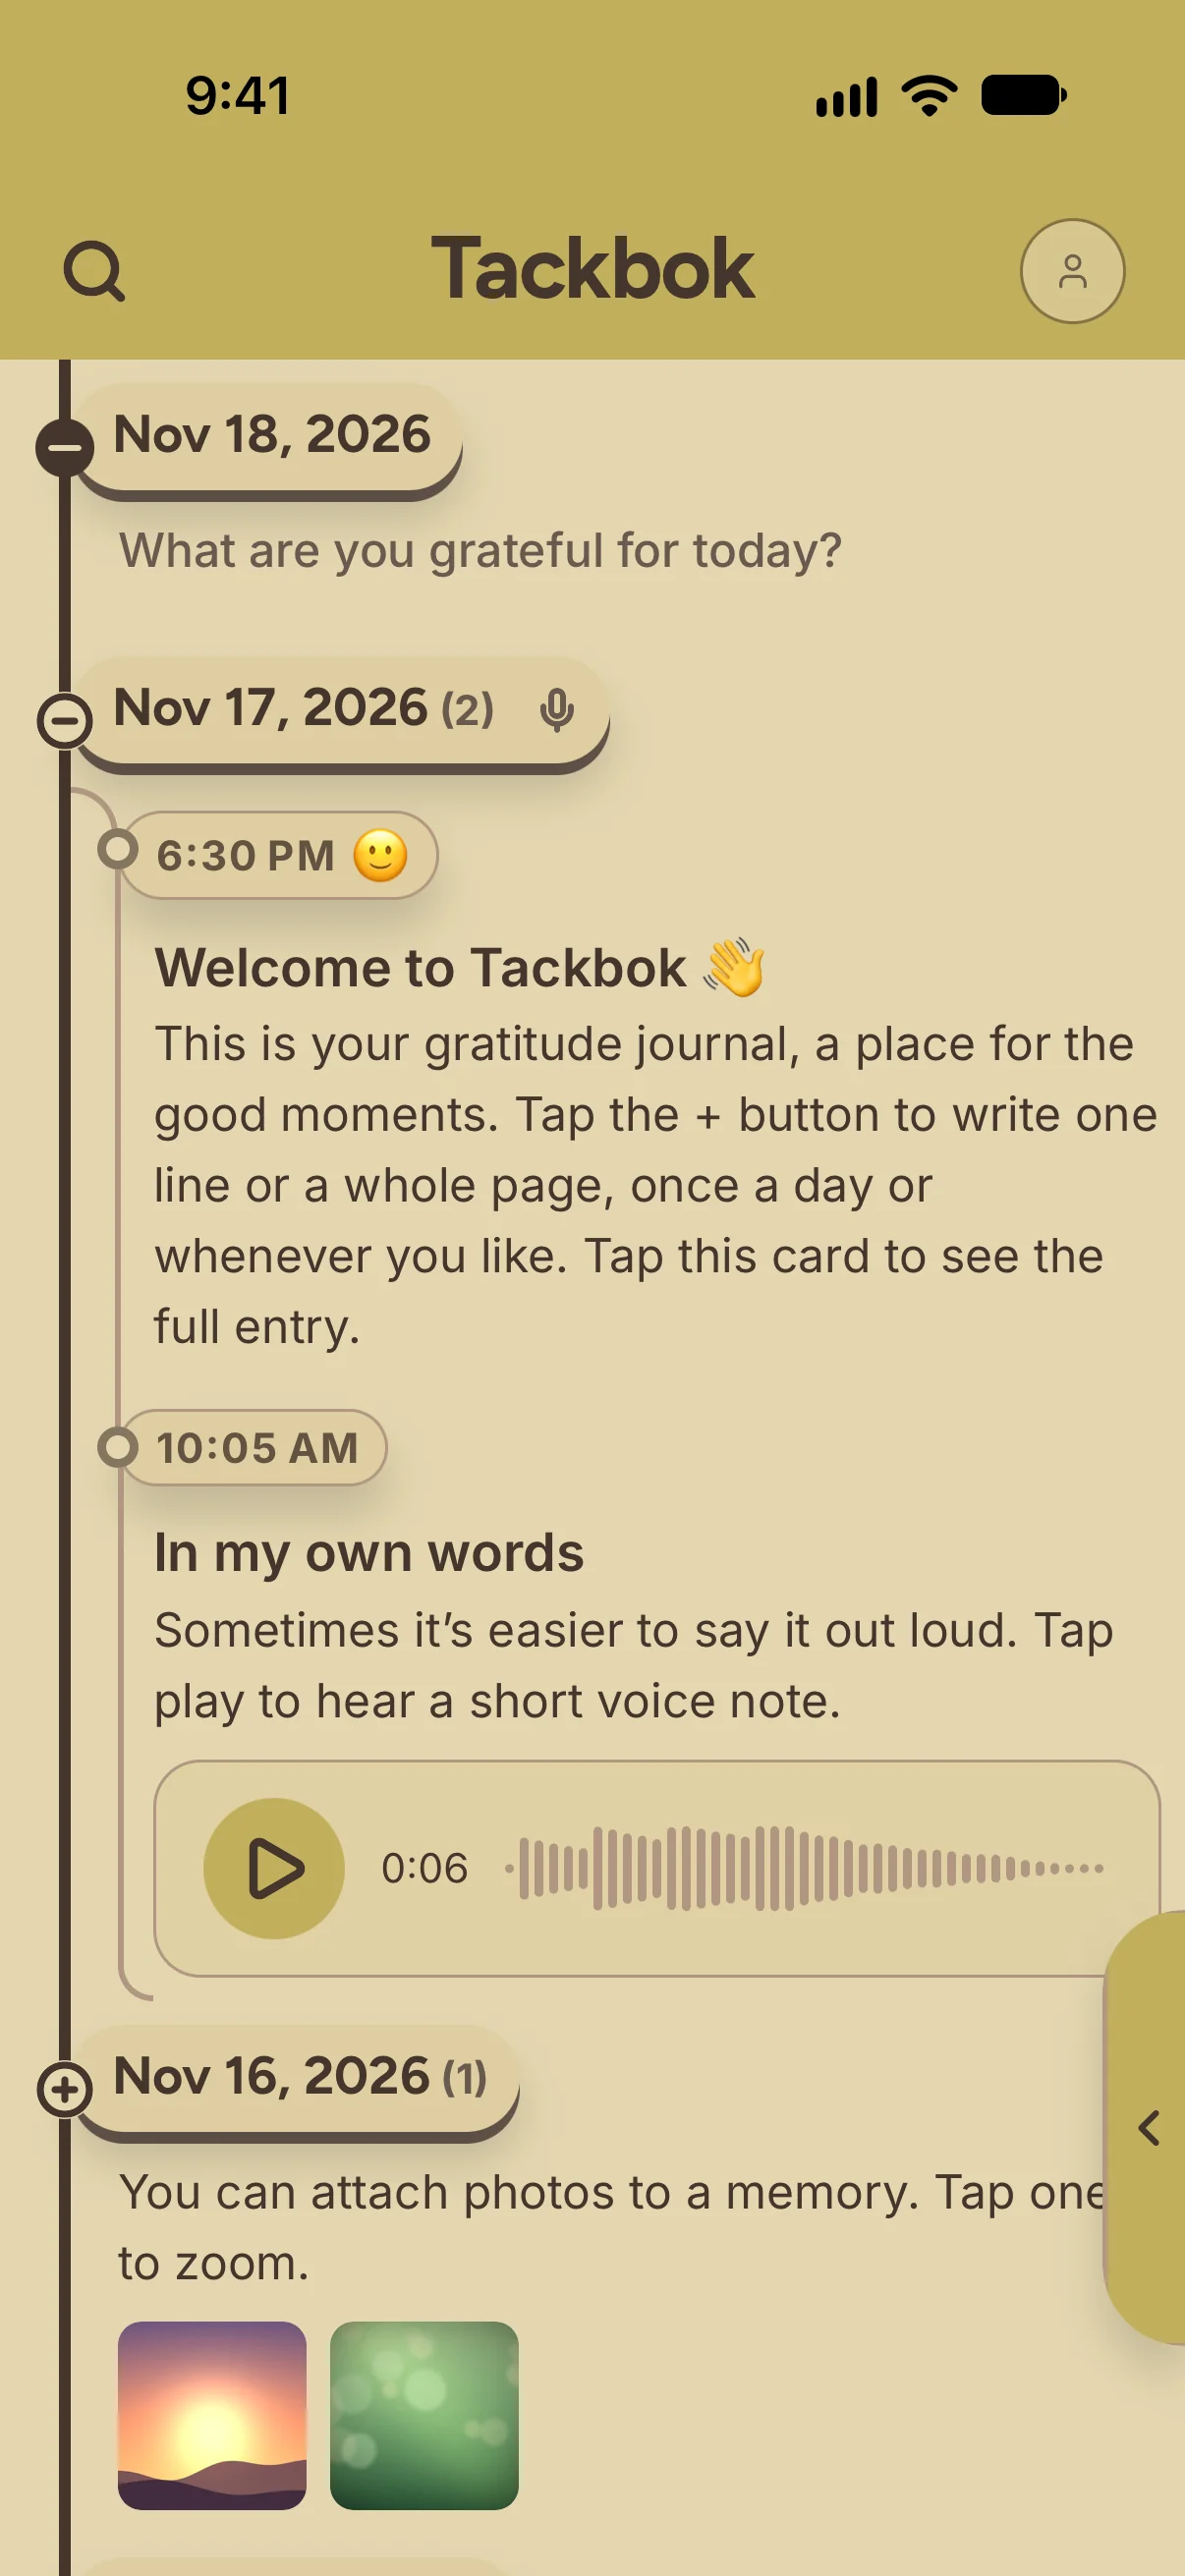 9:41
Tackbok
Nov 18, 2026
What are you grateful for today?
Nov 17, 2026 (2)
6:30 PM 🙂
Welcome to Tackbok 👋
This is your gratitude journal, a place for the
good moments. Tap the + button to write one
line or a whole page, once a day or
whenever you like. Tap this card to see the
full entry.
10:05 AM
In my own words
Sometimes it’s easier to say it out loud. Tap
play to hear a short voice note.
0:06
Nov 16, 2026 (1)
You can attach photos to a memory. Tap one
to zoom.